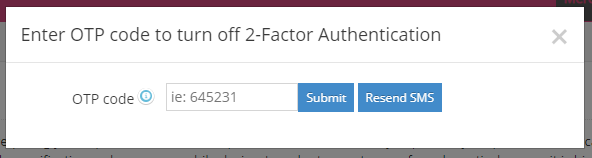 Enter OTP code to turn off 2-Factor Authentication
×
OTP code
ie: 645231
Submit
Resend SMS